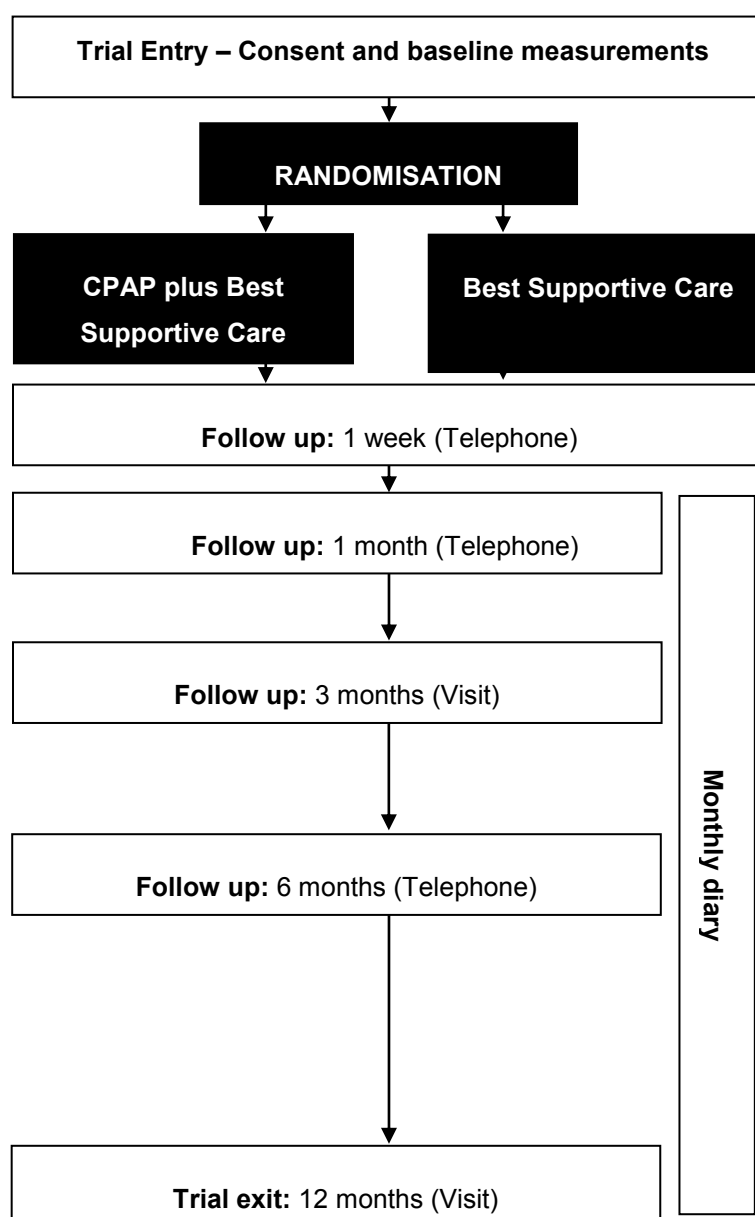 Trial Entry – Consent and baseline measurements
RANDOMISATION
CPAP plus Best
Supportive Care
Best Supportive Care
Follow up: 1 week (Telephone)
Follow up: 1 month (Telephone)
Follow up: 3 months (Visit)
Follow up: 6 months (Telephone)
Monthly diary
Trial exit: 12 months (Visit)